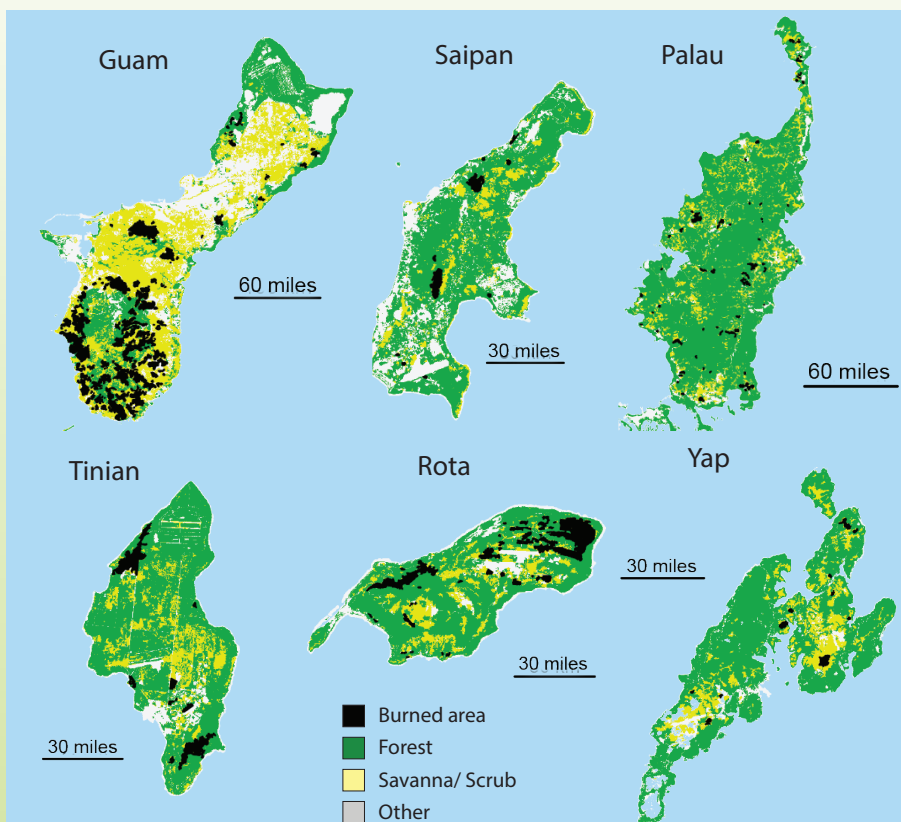 Guam
Saipan
Palau
60 miles
30 miles
60 miles
Tinian
Rota
Yap
30 miles
30 miles
30 miles
Burned area
Forest
Savanna/ Scrub
Other